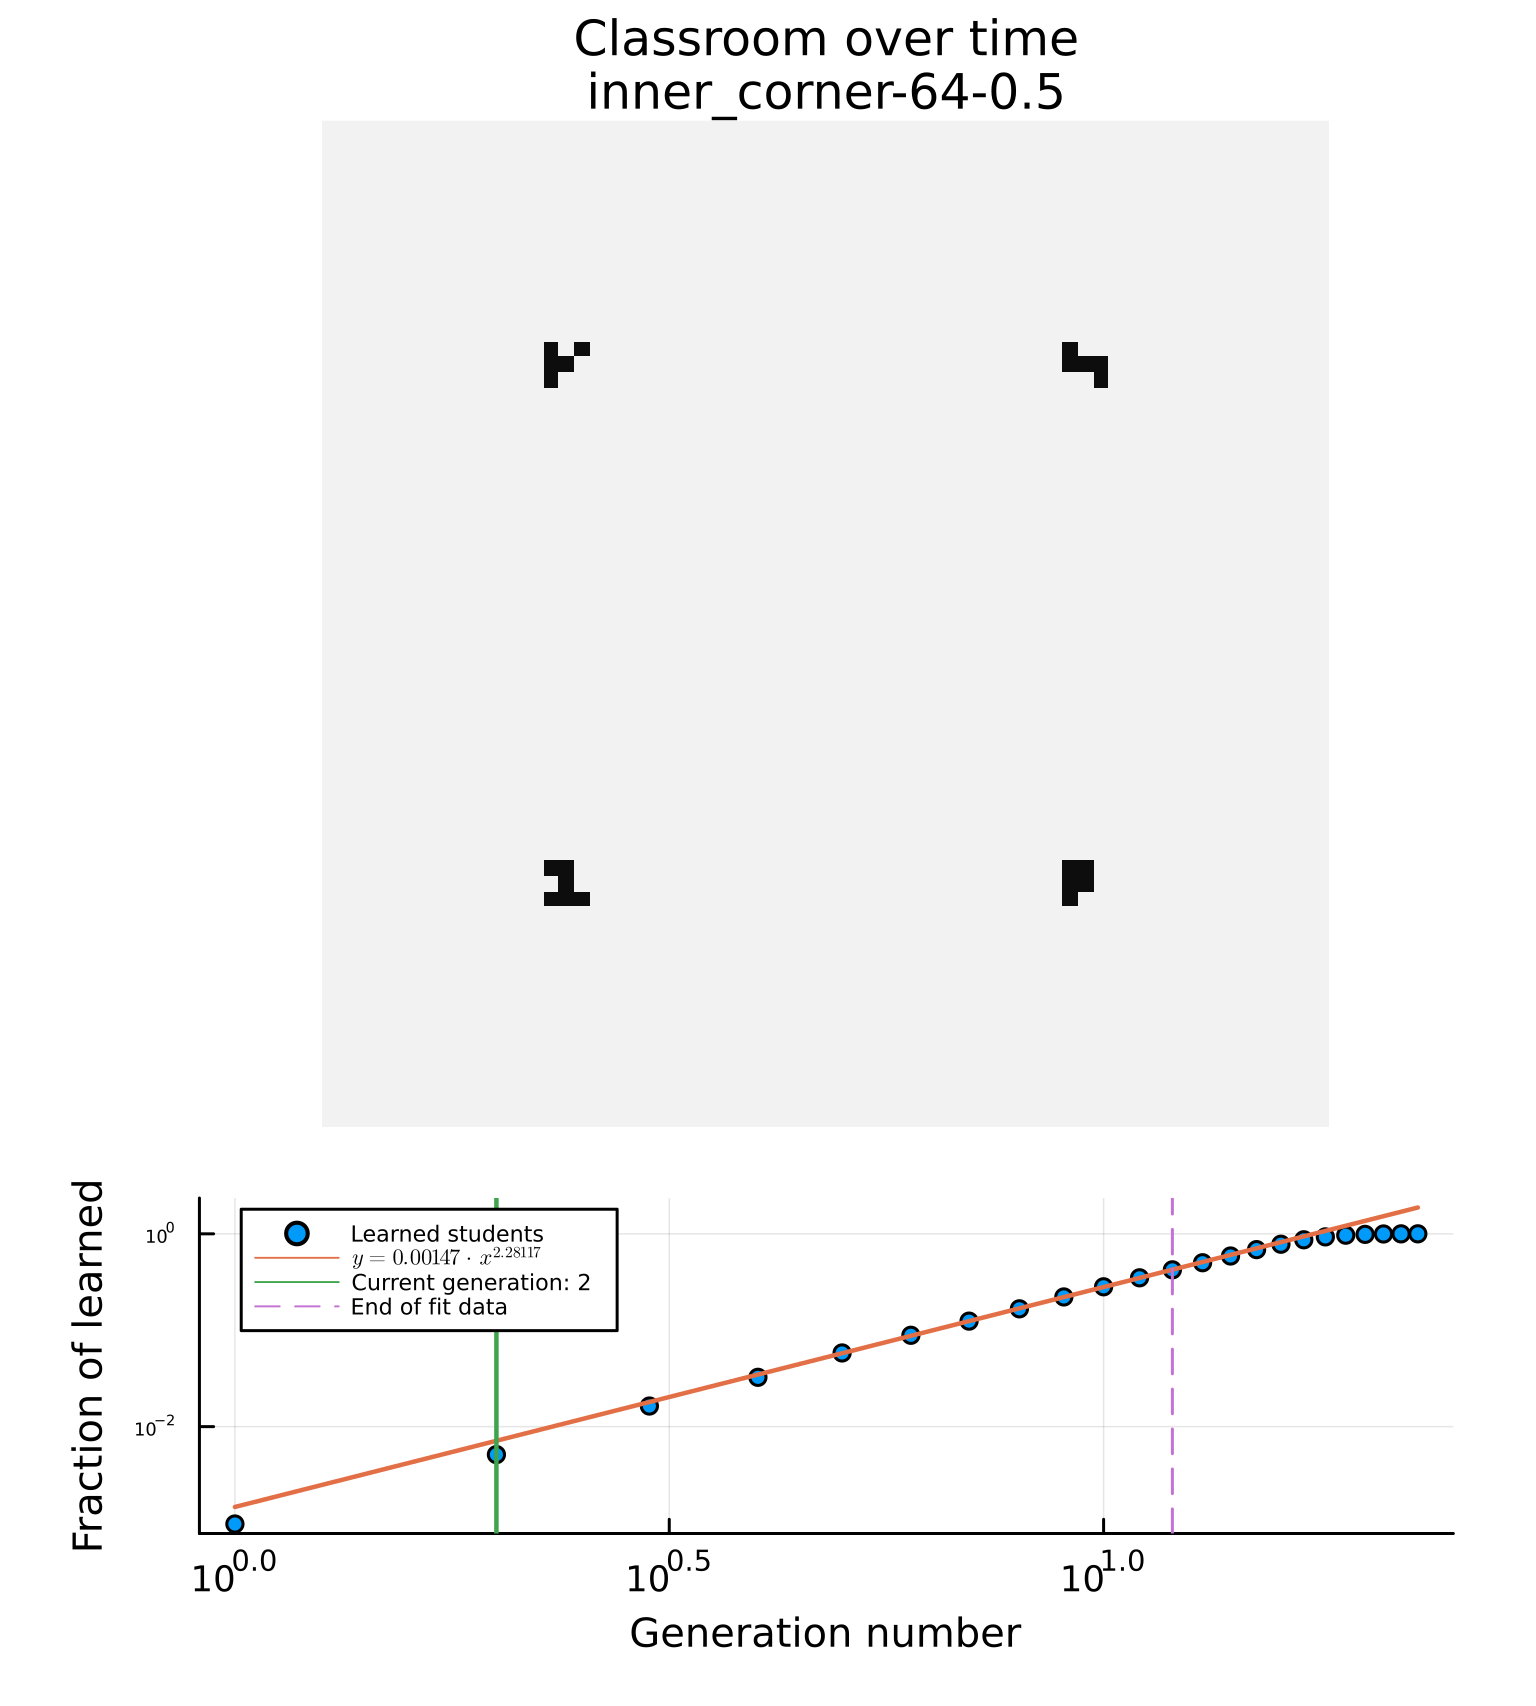 Classroom over time
inner_corner-64-0.5
Fraction of learned
10^0
10^−2
Learned students
y = 0.00147 · x^2.28117
Current generation: 2
End of fit data
10^0.0 10^0.5 10^1.0
Generation number